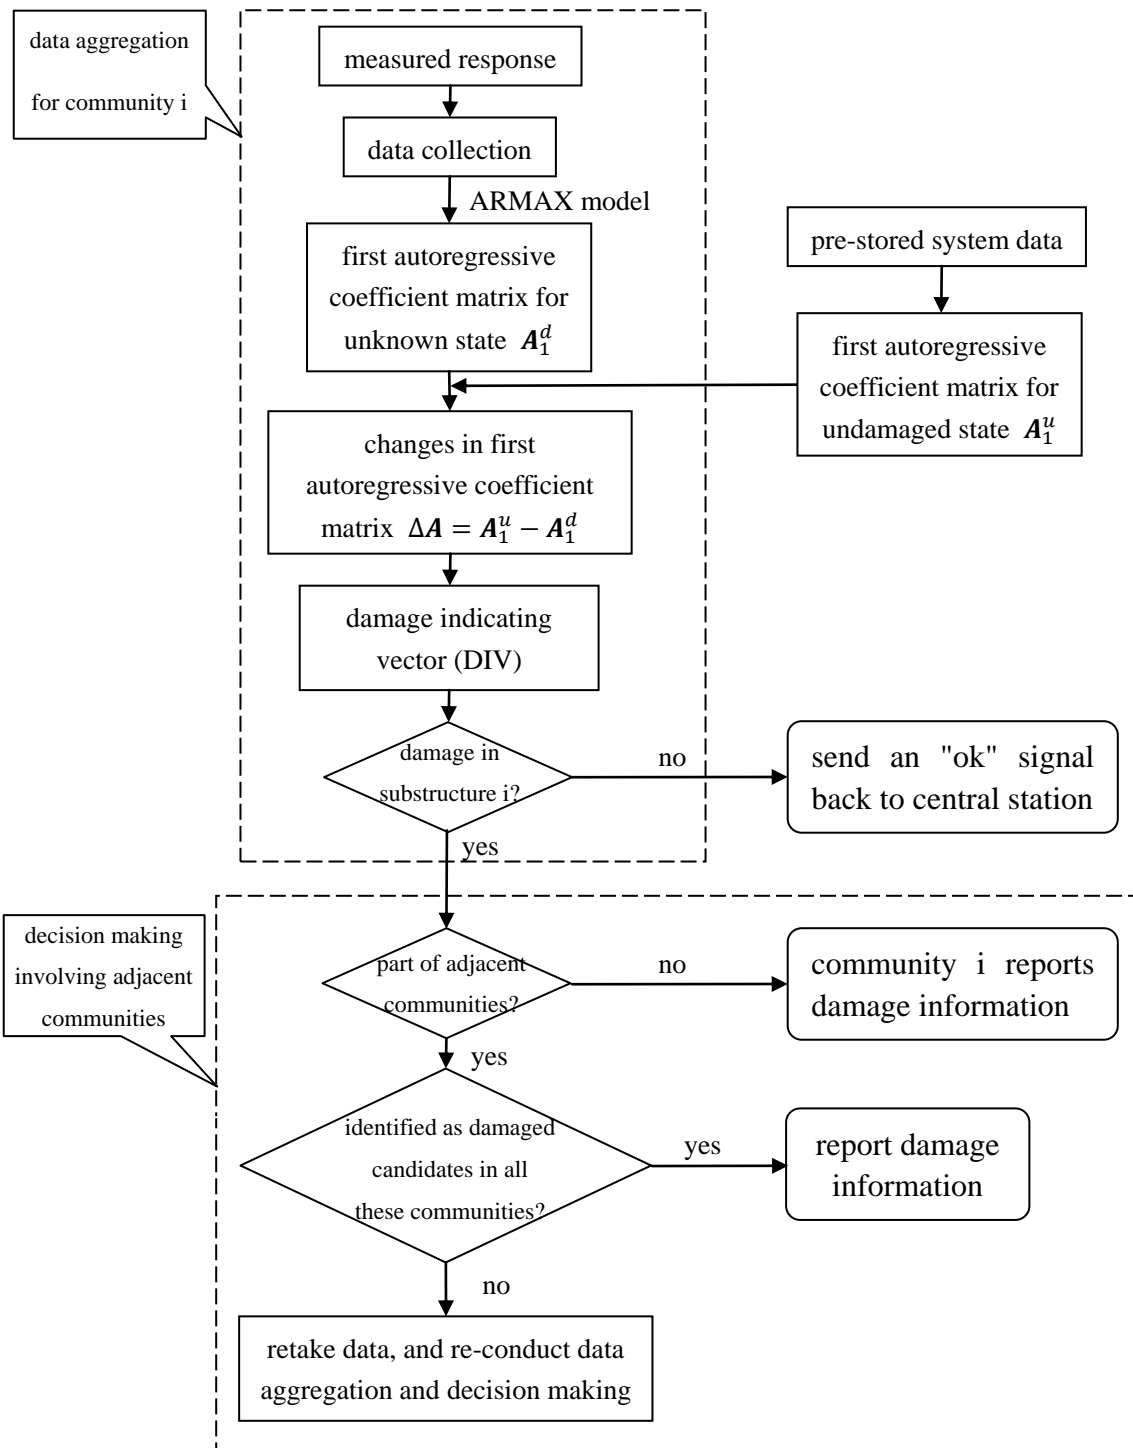 data aggregation
for community i
measured response
data collection
ARMAX model
first autoregressive
coefficient matrix for
unknown state A₁ᵈ
pre-stored system data
first autoregressive
coefficient matrix for
undamaged state A₁ᵘ
changes in first
autoregressive coefficient
matrix ΔA = A₁ᵘ − A₁ᵈ
damage indicating
vector (DIV)
damage in
substructure i?
no
send an "ok" signal
back to central station
yes
decision making
involving adjacent
communities
part of adjacent
communities?
no
community i reports
damage information
yes
identified as damaged
candidates in all
these communities?
yes
report damage
information
no
retake data, and re-conduct data
aggregation and decision making